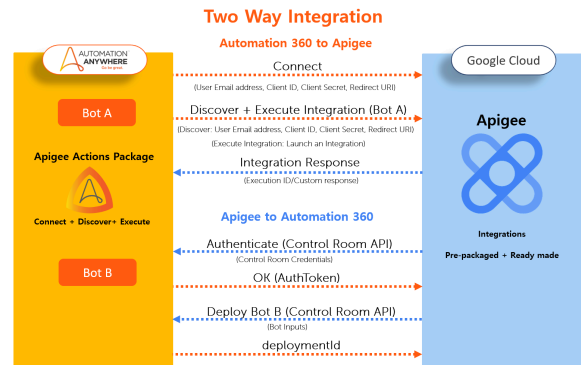 Two Way Integration
Automation 360 to Apigee
AUTOMATION
ANYWHERE
Go be great.
Google Cloud
Connect
(User Email address, Client ID, Client Secret, Redirect URI)
Bot A
Discover + Execute Integration (Bot A)
(Discover: User Email address, Client ID, Client Secret, Redirect URI)
(Execute Integration: Launch an Integration)
Apigee
Apigee Actions Package
Integration Response
(Execution ID/Custom response)
Connect + Discover+ Execute
Apigee to Automation 360
Integrations
Authenticate (Control Room API)
(Control Room Credentials)
Pre-packaged + Ready made
Bot B
OK (AuthToken)
Deploy Bot B (Control Room API)
(Bot Inputs)
deploymentId